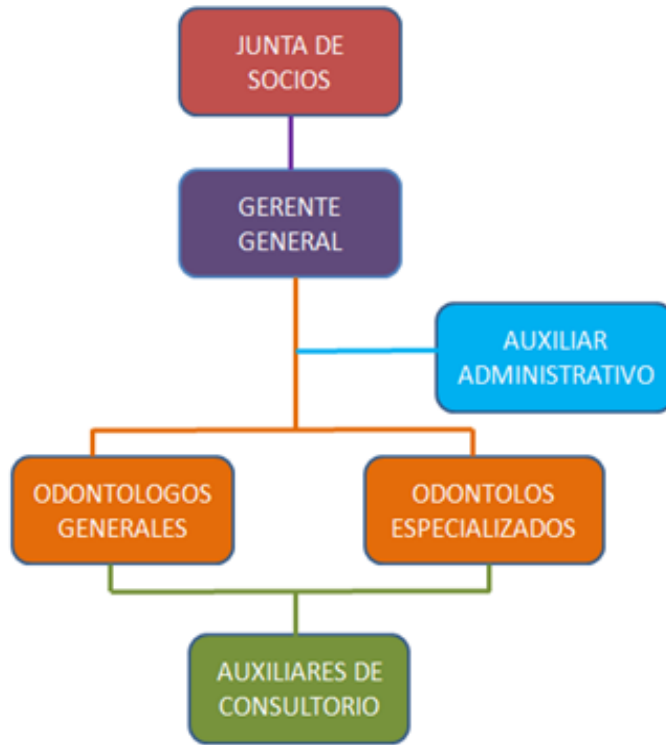 JUNTA DE
SOCIOS
GERENTE
GENERAL
AUXILIAR
ADMINISTRATIVO
ODONTOLOGOS
GENERALES
ODONTOLOS
ESPECIALIZADOS
AUXILIARES DE
CONSULTORIO